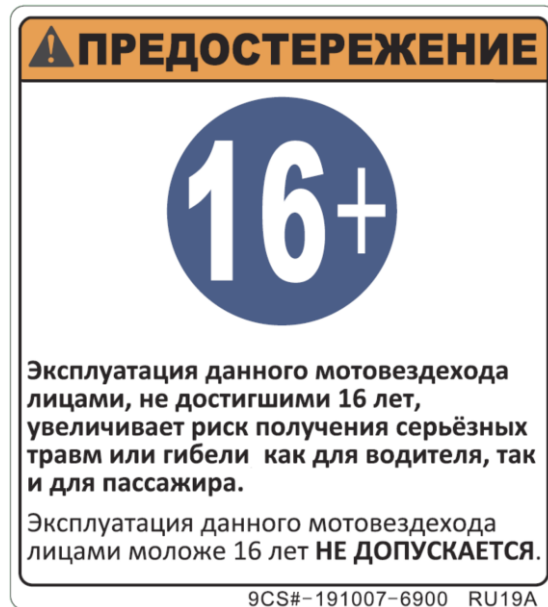 ПРЕДОСТЕРЕЖЕНИЕ
16+
Эксплуатация данного мотовездехода
лицами, не достигшими 16 лет,
увеличивает риск получения серьёзных
травм или гибели как для водителя, так
и для пассажира.
Эксплуатация данного мотовездехода
лицами моложе 16 лет НЕ ДОПУСКАЕТСЯ.
9CS#-191007-6900 RU19A